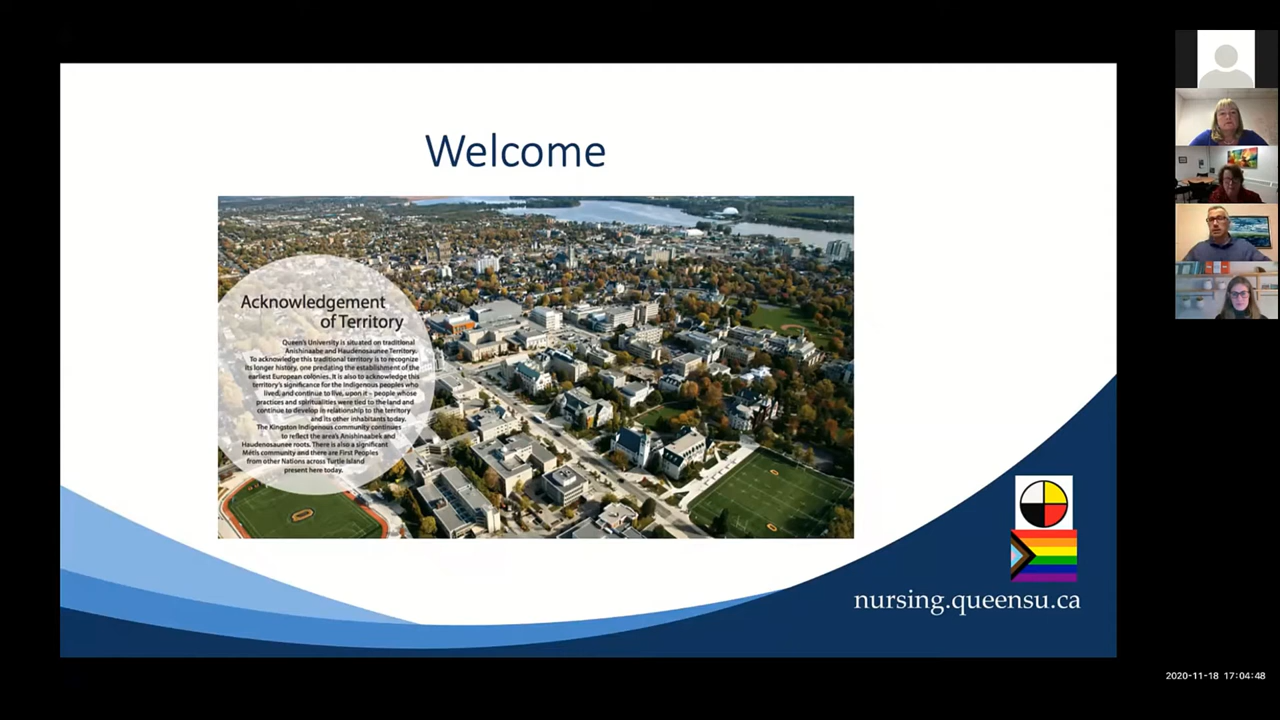 Welcome
Acknowledgement
of Territory
Queen's University is situated on traditional
Anishinaabe and Haudenosaunee Territory.
To acknowledge this traditional territory is to recognize
its longer history, one predating the establishment of the
earliest European colonies. It is also to acknowledge this
territory's significance for the Indigenous peoples who
lived, and continue to live, upon it – people whose
practices and spiritualities were tied to the land and
continue to develop in relationship to the territory
and its other inhabitants today.
The Kingston Indigenous community continues
to reflect the area's Anishinaabek and
Haudenosaunee roots. There is also a significant
Métis community and there are First Peoples
from other Nations across Turtle Island
present here today.
nursing.queensu.ca
2020-11-18 17:04:48